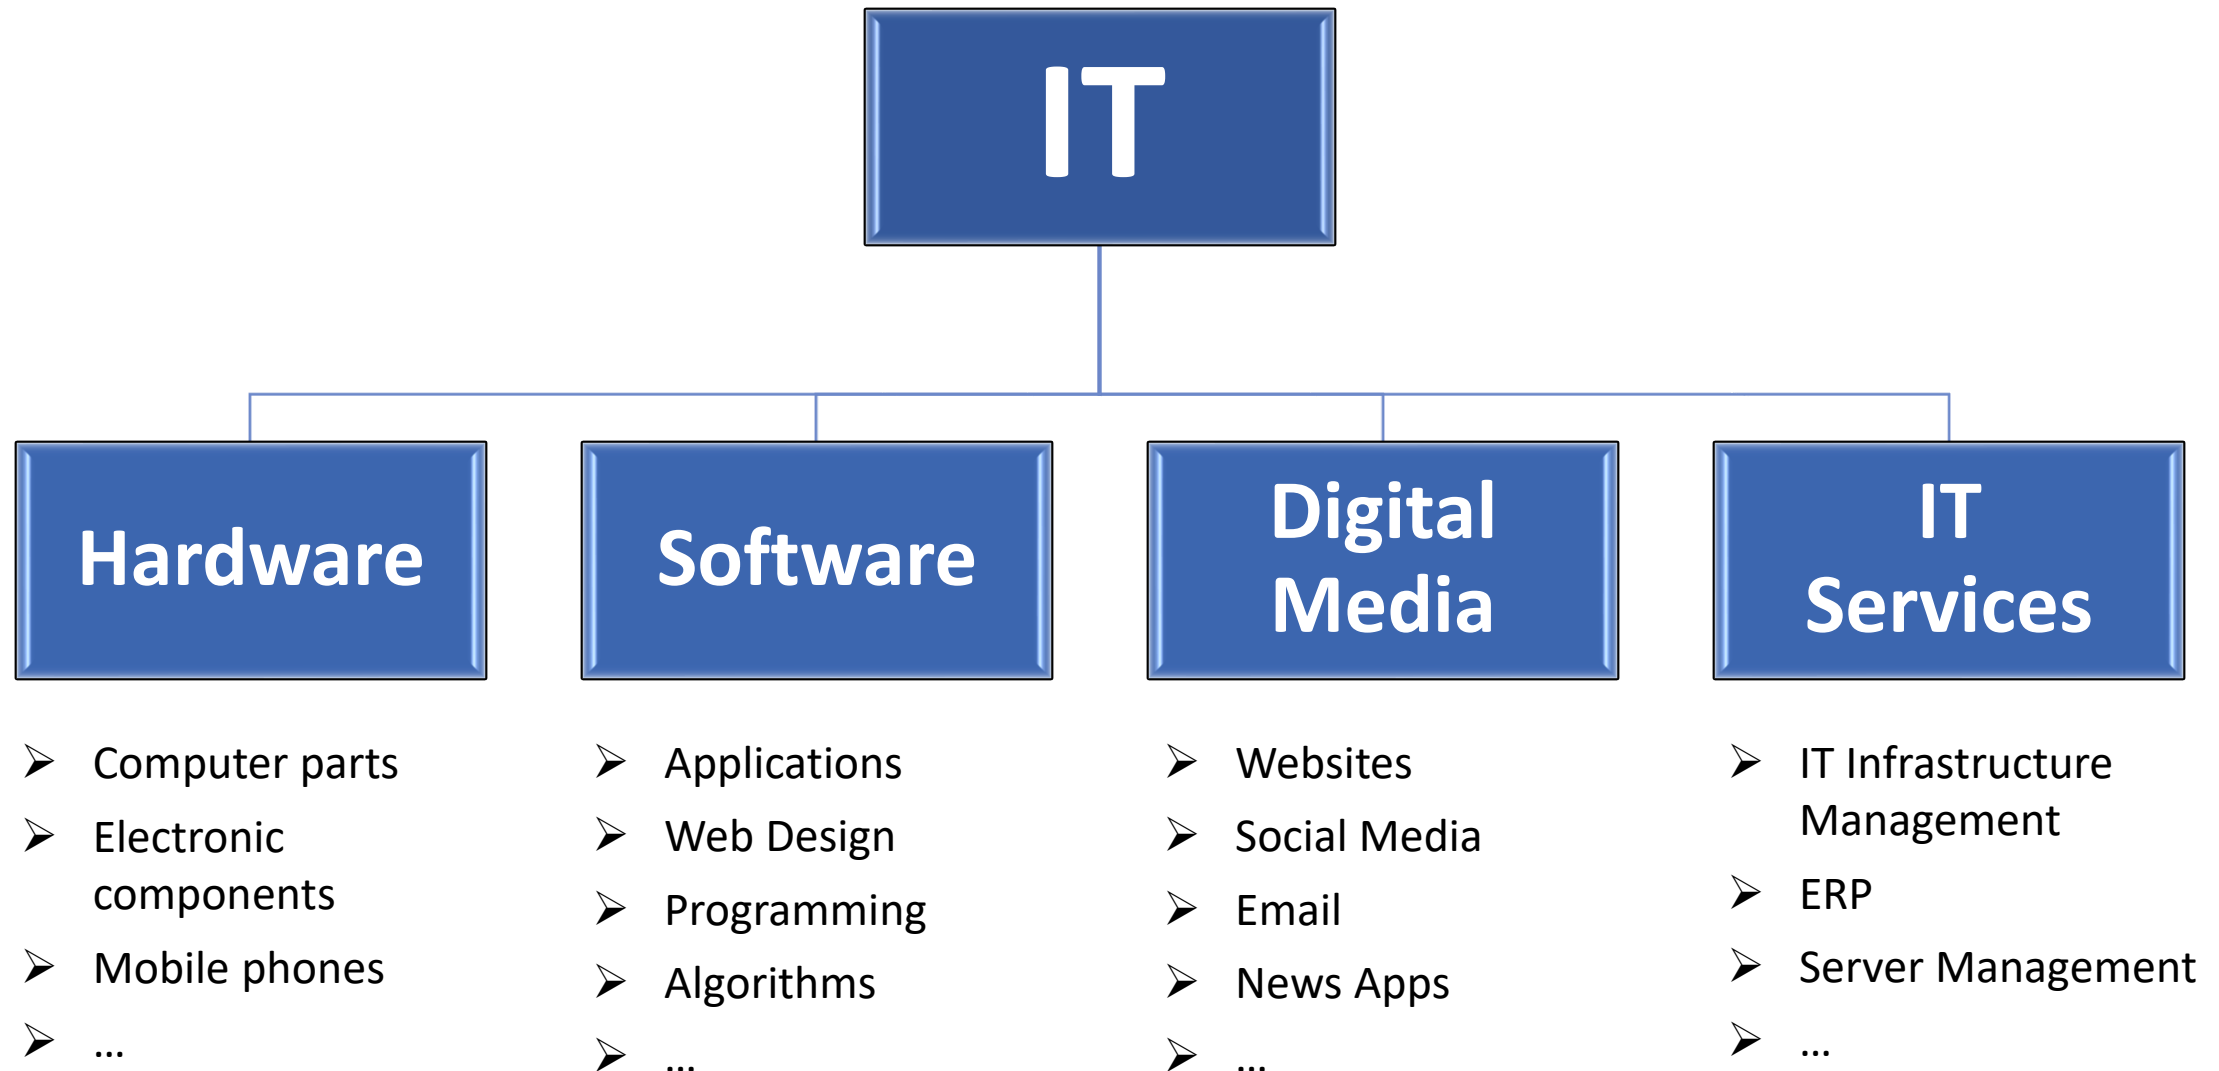 IT
Hardware
Software
Digital
Media
IT
Services
➢ Computer parts
➢ Electronic
components
➢ Mobile phones
➢ ...
➢ Applications
➢ Web Design
➢ Programming
➢ Algorithms
➢ ...
➢ Websites
➢ Social Media
➢ Email
➢ News Apps
➢ ...
➢ IT Infrastructure
Management
➢ ERP
➢ Server Management
➢ ...